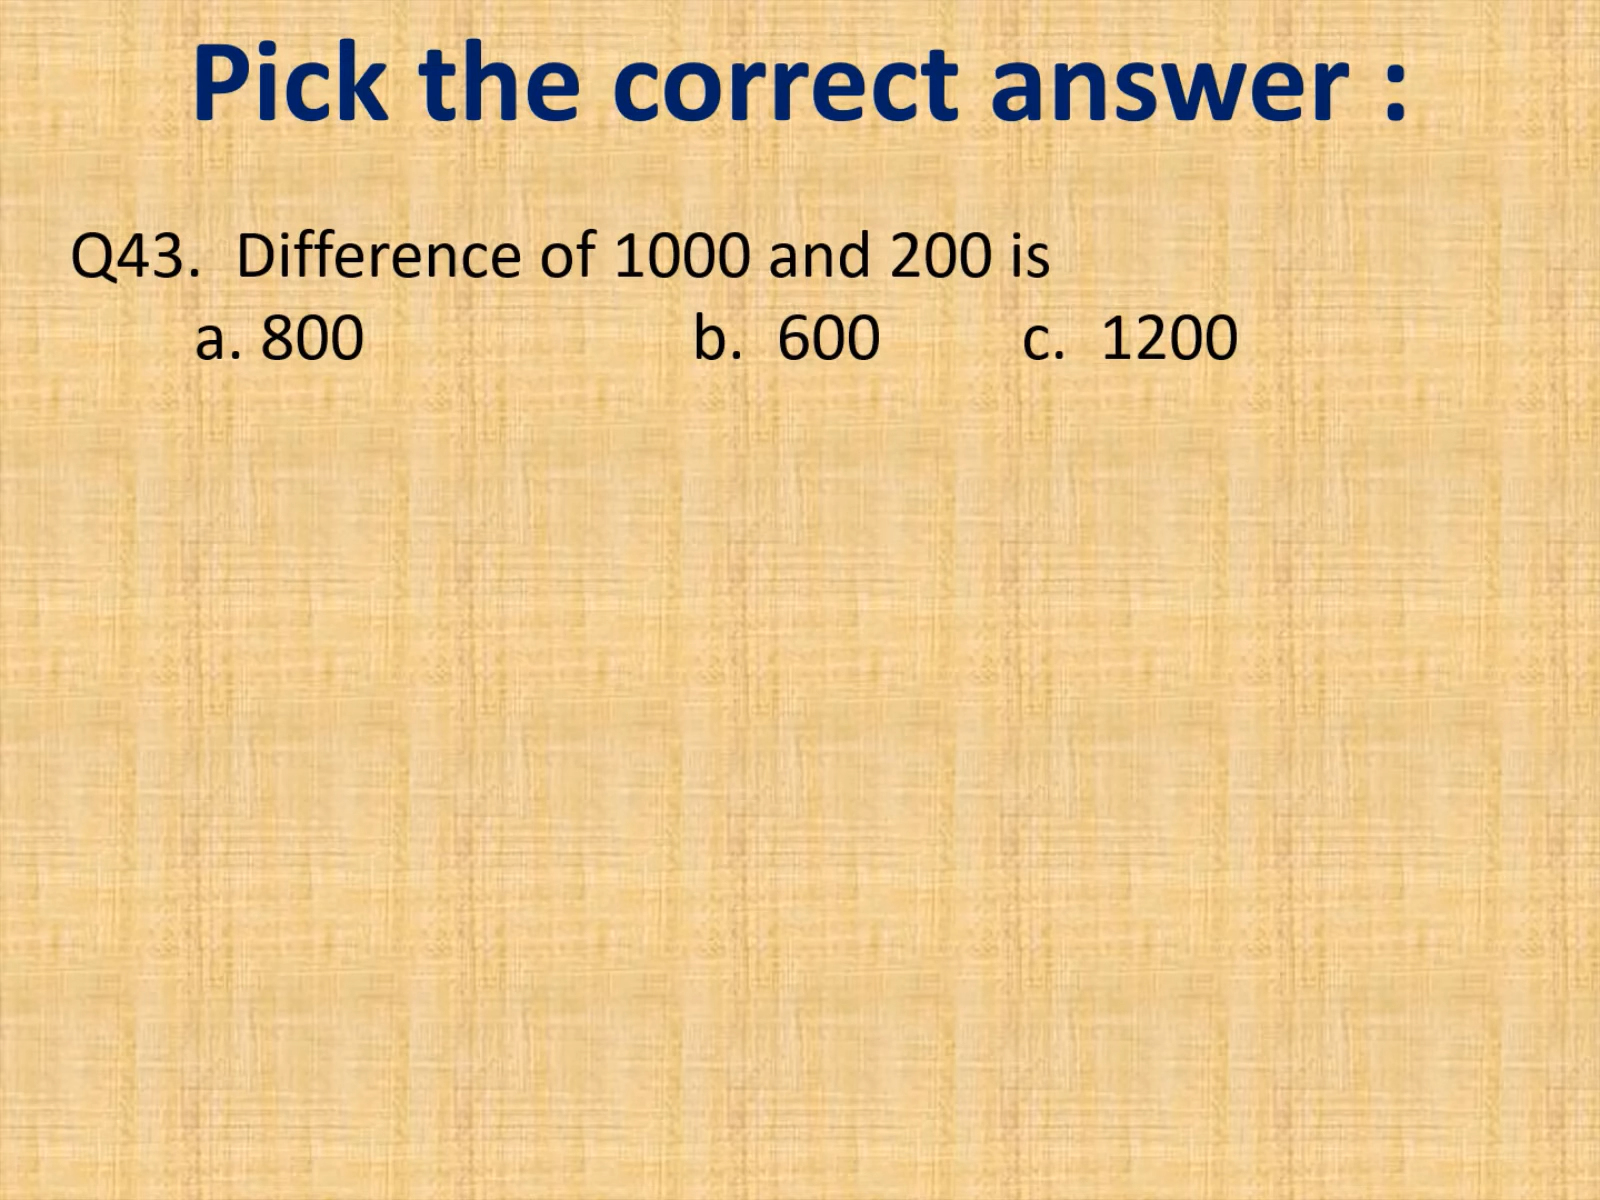 Pick the correct answer :
Q43.  Difference of 1000 and 200 is
a. 800 b.  600 c.  1200